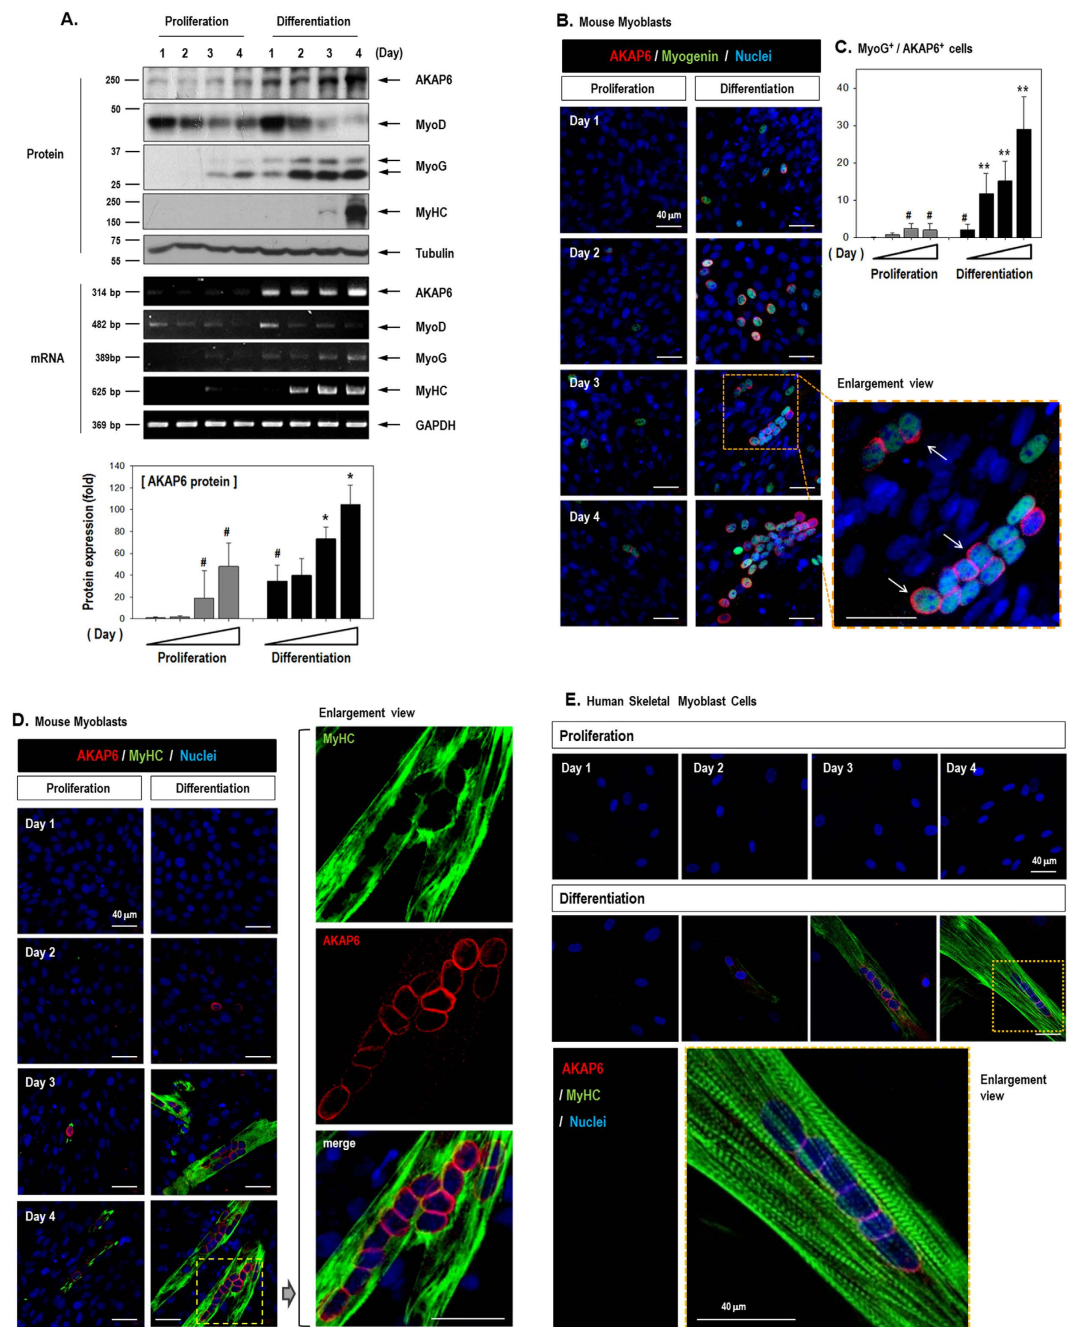 A.
Proliferation Differentiation
1 2 3 4 1 2 3 4 (Day)
Protein
250 AKAP6
50
MyoD
37
MyoG
25
250
150 MyHC
75
55 Tubulin
mRNA
314 bp AKAP6
482 bp MyoD
389bp MyoG
625 bp MyHC
369 bp GAPDH
Protein expression (fold)
140
120
100
80
60
40
20
0
[ AKAP6 protein ]
# # # * *
( Day )
Proliferation Differentiation
B. Mouse Myoblasts
AKAP6 / Myogenin / Nuclei
Proliferation Differentiation
Day 1
40 µm
Day 2
Day 3
Day 4
Enlargement view
C. MyoG+ / AKAP6+ cells
40
30
20
10
0
# # # ** ** **
( Day )
Proliferation Differentiation
D. Mouse Myoblasts
AKAP6 / MyHC / Nuclei
Proliferation Differentiation
Day 1
40 µm
Day 2
Day 3
Day 4
Enlargement view
MyHC
AKAP6
merge
E. Human Skeletal Myoblast Cells
Proliferation
Day 1 Day 2 Day 3 Day 4
40 µm
Differentiation
AKAP6
/ MyHC
/ Nuclei
40 µm
Enlargement
view